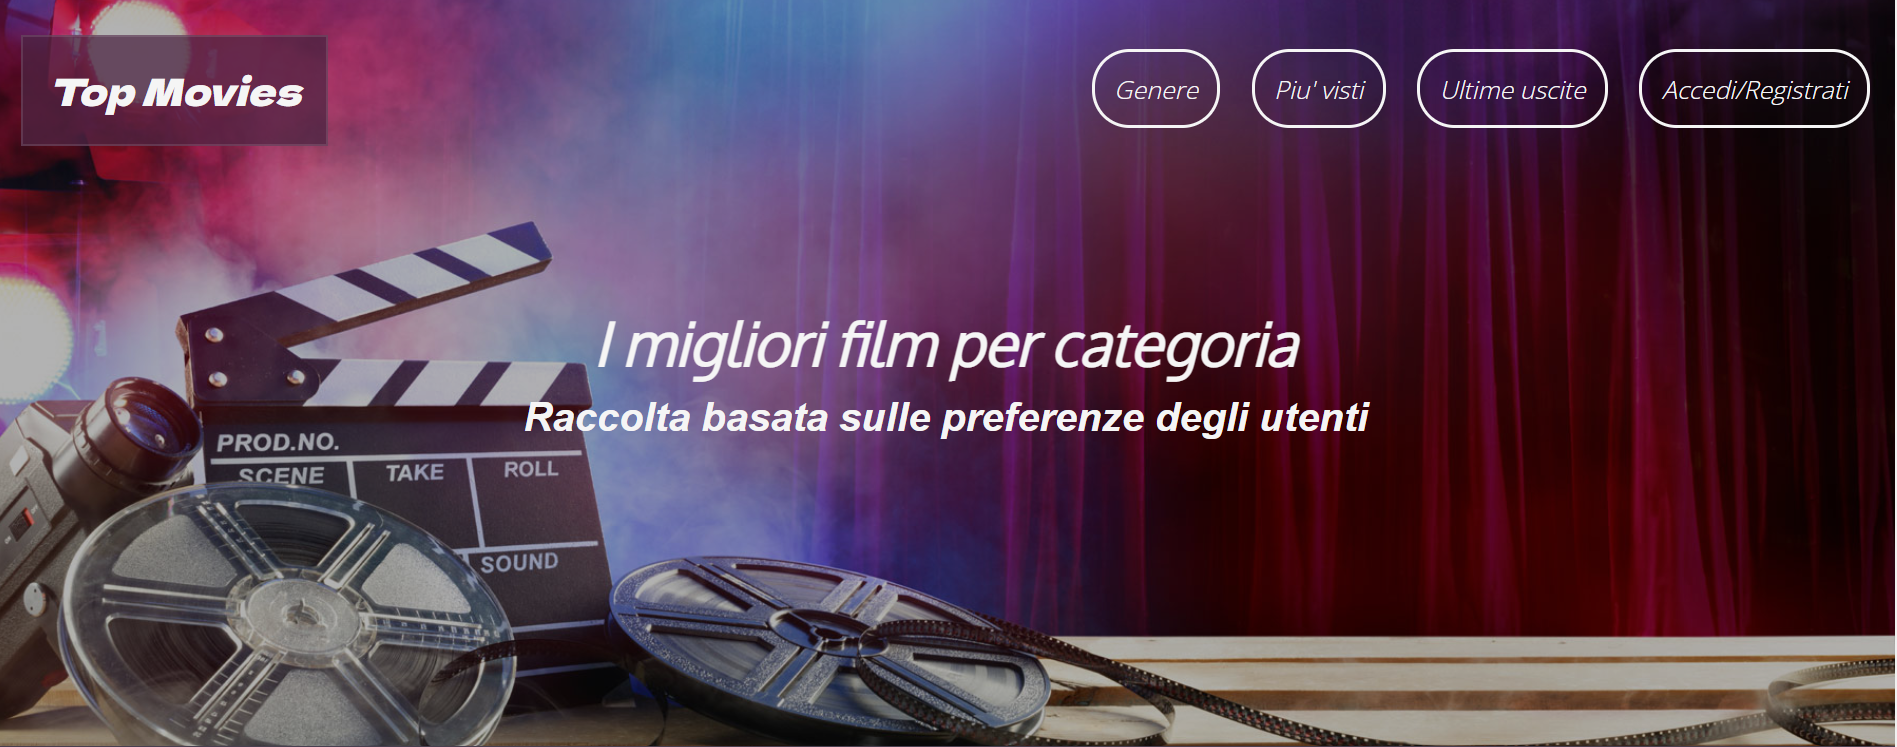 Top Movies
Genere
Piu' visti
Ultime uscite
Accedi/Registrati
I migliori film per categoria
Raccolta basata sulle preferenze degli utenti
PROD.NO.
SCENE
TAKE
ROLL
SOUND